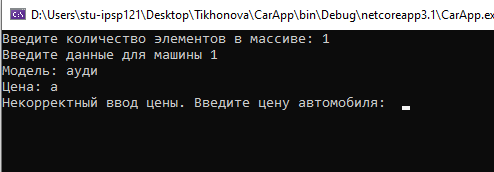 D:\Users\stu-ipsp121\Desktop\Tikhonova\CarApp\bin\Debug\netcoreapp3.1\CarApp.ex
Введите количество элементов в массиве: 1
Введите данные для машины 1
Модель: ауди
Цена: а
Некорректный ввод цены. Введите цену автомобиля: